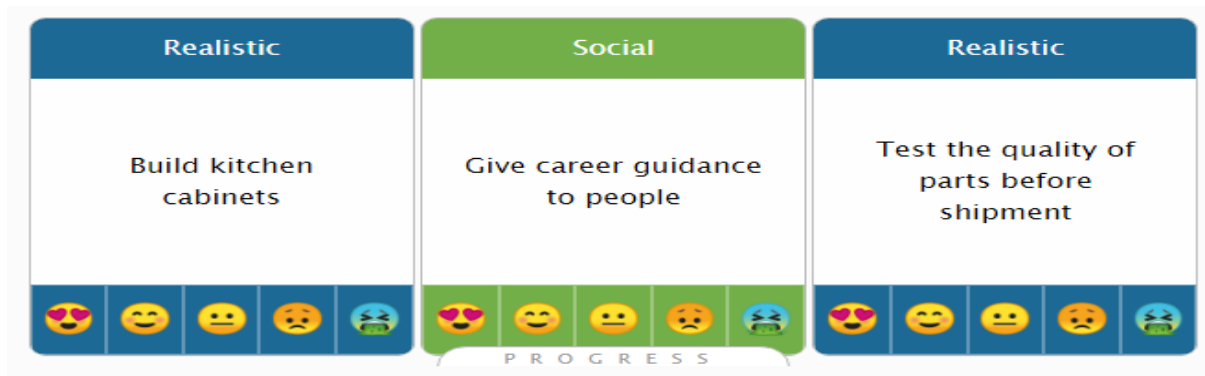 Realistic
Build kitchen
cabinets
Social
Give career guidance
to people
Realistic
Test the quality of
parts before
shipment
PROGRESS